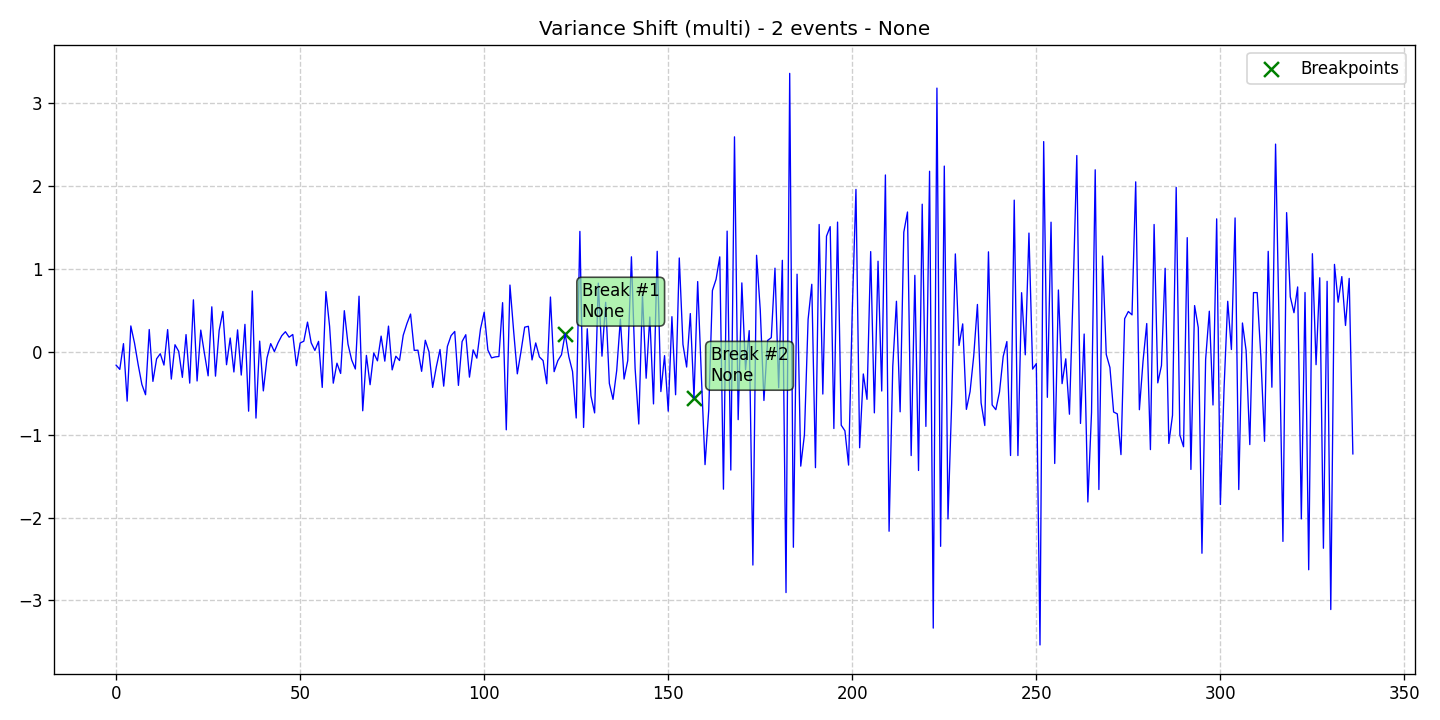 Variance Shift (multi) - 2 events - None
Breakpoints
3
2
1
0
−1
−2
−3
Break #1
None
Break #2
None
0 50 100 150 200 250 300 350